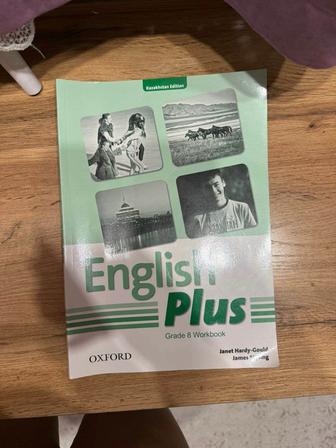 Kazakhstan Edition
English
Plus
Grade 8 Workbook
Janet Hardy-Gould
James
OXFORD